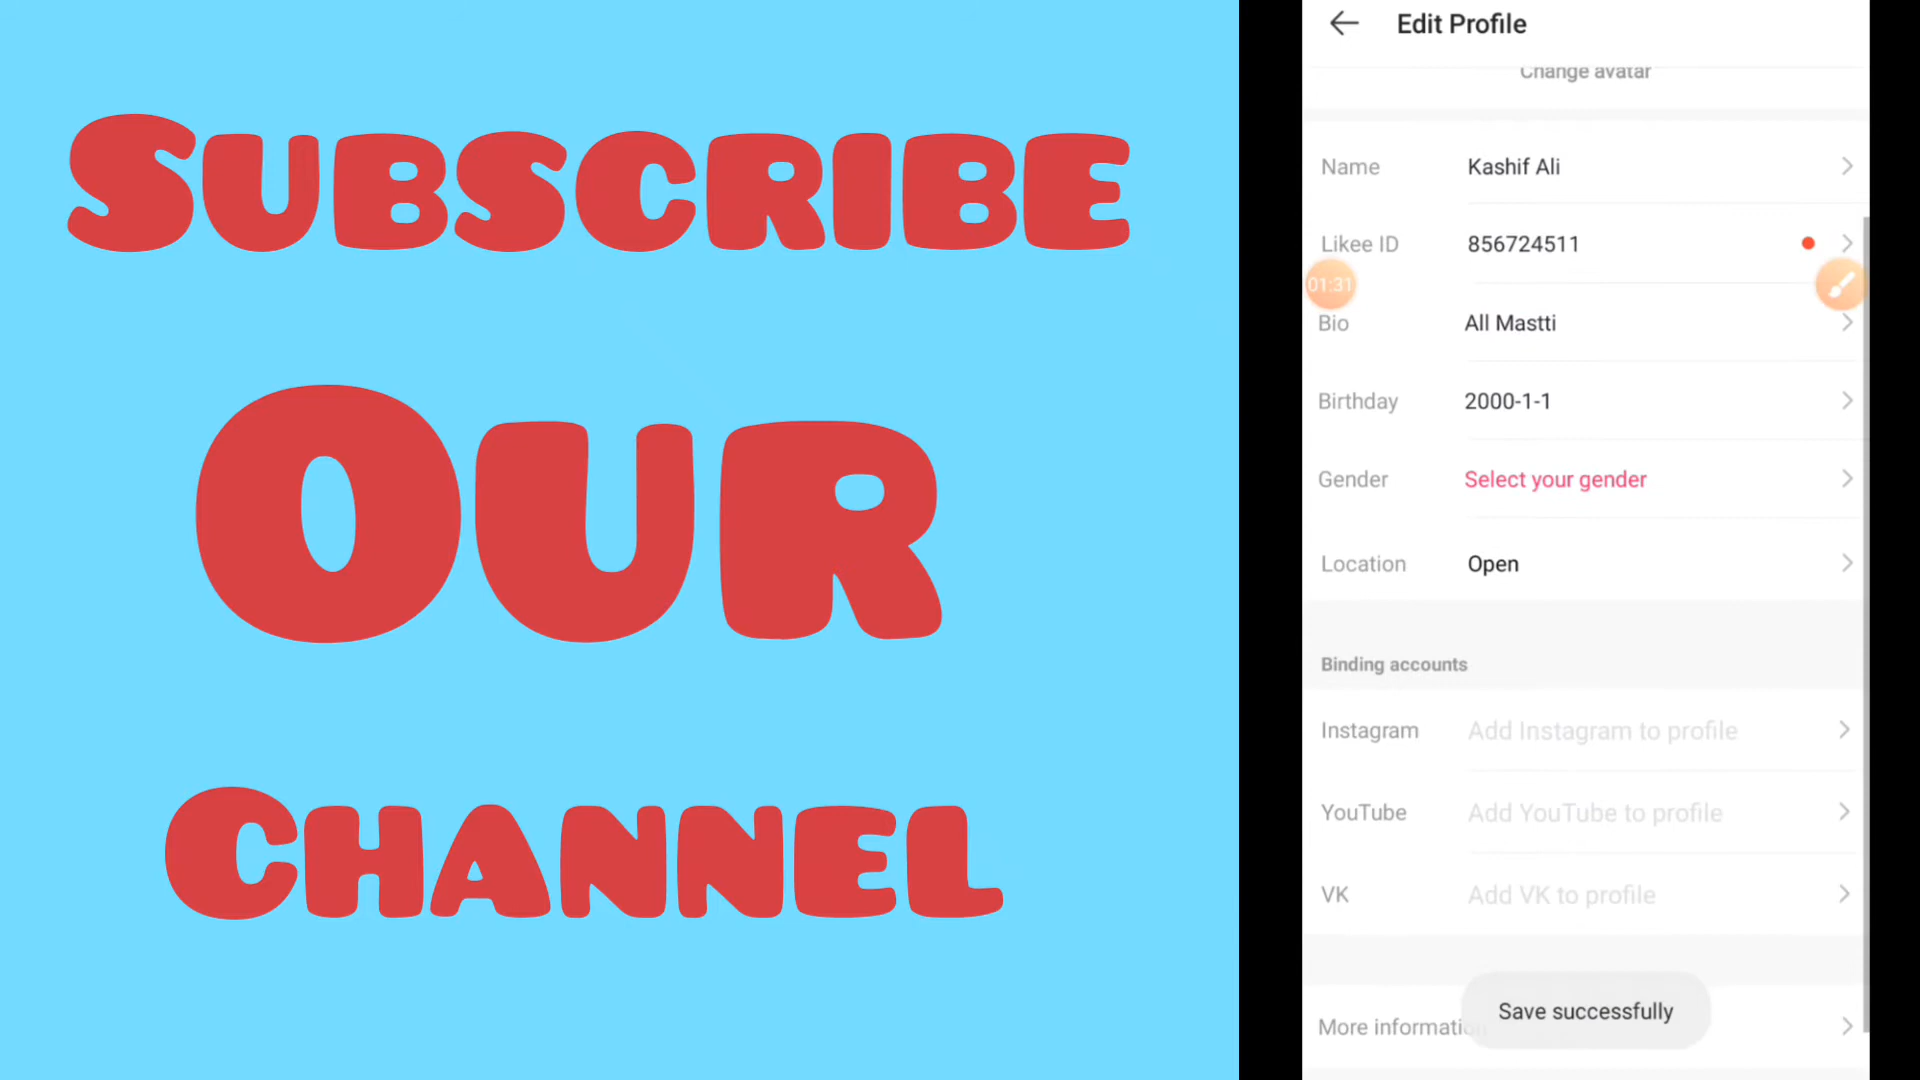 SUBSCRIBE
OUR
CHANNEL
Edit Profile
Change avatar
Name Kashif Ali
Likee ID 856724511
01:31
Bio All Mastti
Birthday 2000-1-1
Gender Select your gender
Location Open
Binding accounts
Instagram Add Instagram to profile
YouTube Add YouTube to profile
VK Add VK to profile
Save successfully
More informati